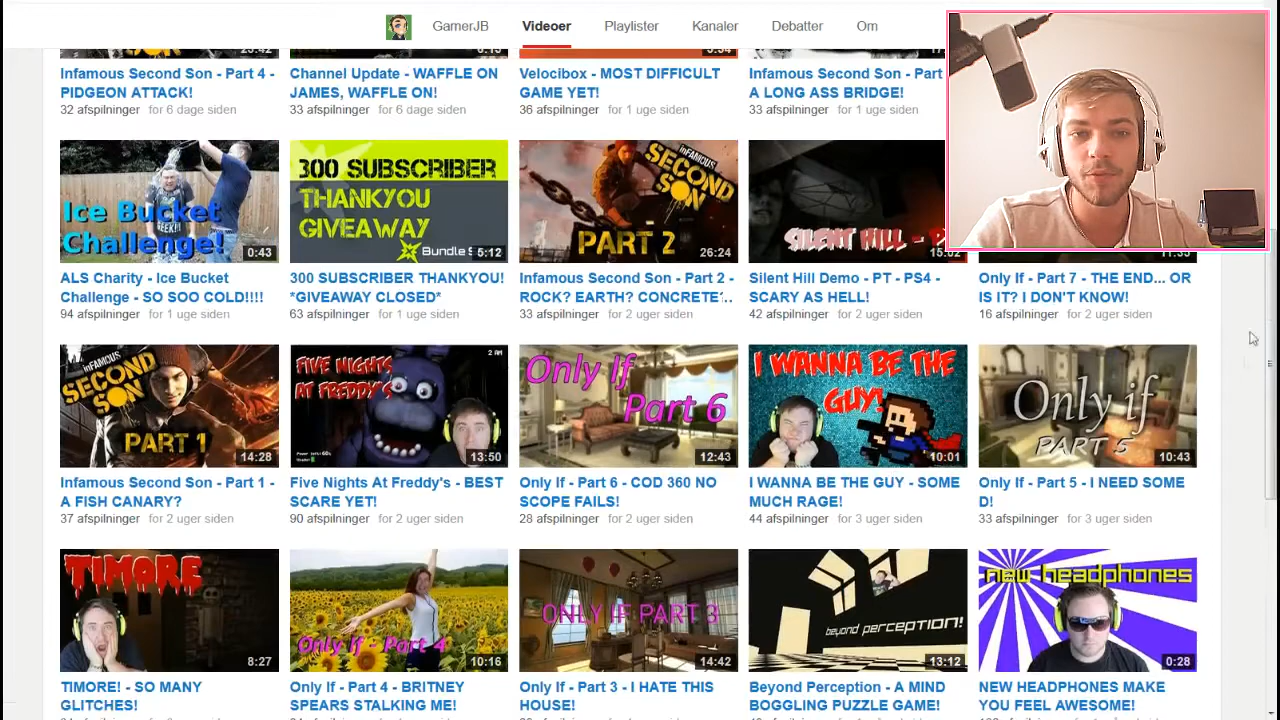 GamerJB Videoer Playlister Kanaler Debatter Om
Infamous Second Son - Part 4 -
PIDGEON ATTACK!
32 afspilninger for 6 dage siden
Channel Update - WAFFLE ON
JAMES, WAFFLE ON!
33 afspilninger for 6 dage siden
Velocibox - MOST DIFFICULT
GAME YET!
36 afspilninger for 1 uge siden
Infamous Second Son - Part
A LONG ASS BRIDGE!
33 afspilninger for 1 uge siden
Ice Bucket
Challenge!
0:43
ALS Charity - Ice Bucket
Challenge - SO SOO COLD!!!!
94 afspilninger for 1 uge siden
300 SUBSCRIBER
THANKYOU
GIVEAWAY
Bundle S
5:12
300 SUBSCRIBER THANKYOU!
*GIVEAWAY CLOSED*
63 afspilninger for 1 uge siden
inFAMOUS
SECOND
SON
PART 2
26:24
Infamous Second Son - Part 2 -
ROCK? EARTH? CONCRETE?..
33 afspilninger for 2 uger siden
SILENT HILL - P
15:02
Silent Hill Demo - PT - PS4 -
SCARY AS HELL!
42 afspilninger for 2 uger siden
Only If - Part 7 - THE END... OR
IS IT? I DON'T KNOW!
16 afspilninger for 2 uger siden
inFAMOUS
SECOND
SON
PART 1
14:28
Infamous Second Son - Part 1 -
A FISH CANARY?
37 afspilninger for 2 uger siden
2 AM
FIVE NIGHTS
AT FREDDY'S
13:50
Five Nights At Freddy's - BEST
SCARE YET!
90 afspilninger for 2 uger siden
Only If
Part 6
12:43
Only If - Part 6 - COD 360 NO
SCOPE FAILS!
28 afspilninger for 2 uger siden
I WANNA BE THE
GUY!
10:01
I WANNA BE THE GUY - SOME
MUCH RAGE!
44 afspilninger for 3 uger siden
Only if
PART 5
10:43
Only If - Part 5 - I NEED SOME
D!
33 afspilninger for 3 uger siden
TIMORE
8:27
TIMORE! - SO MANY
GLITCHES!
Only If - Part 4
10:16
Only If - Part 4 - BRITNEY
SPEARS STALKING ME!
ONLY IF PART 3
14:42
Only If - Part 3 - I HATE THIS
HOUSE!
beyond perception!
13:12
Beyond Perception - A MIND
BOGGLING PUZZLE GAME!
new headphones
0:28
NEW HEADPHONES MAKE
YOU FEEL AWESOME!